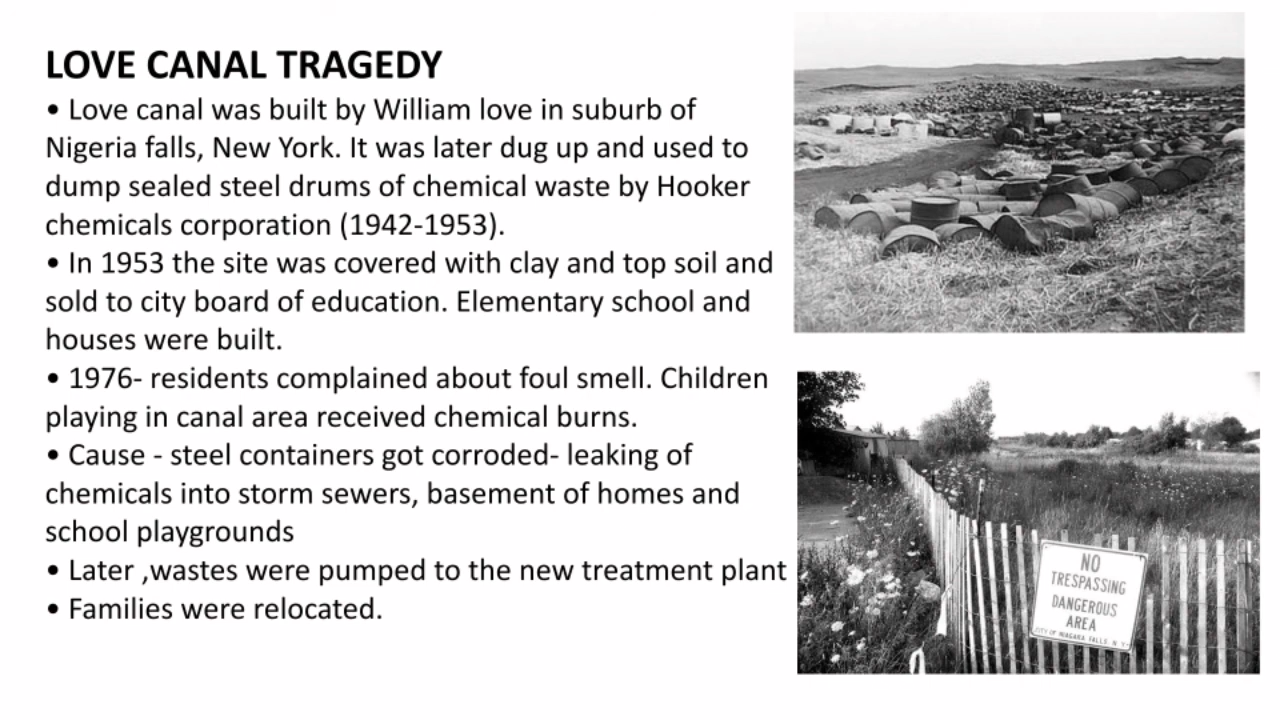 LOVE CANAL TRAGEDY
• Love canal was built by William love in suburb of
Nigeria falls, New York. It was later dug up and used to
dump sealed steel drums of chemical waste by Hooker
chemicals corporation (1942-1953).
• In 1953 the site was covered with clay and top soil and
sold to city board of education. Elementary school and
houses were built.
• 1976- residents complained about foul smell. Children
playing in canal area received chemical burns.
• Cause - steel containers got corroded- leaking of
chemicals into storm sewers, basement of homes and
school playgrounds
• Later ,wastes were pumped to the new treatment plant
• Families were relocated.
NO
TRESPASSING
DANGEROUS
AREA
CITY OF NIAGARA FALLS, N.Y.